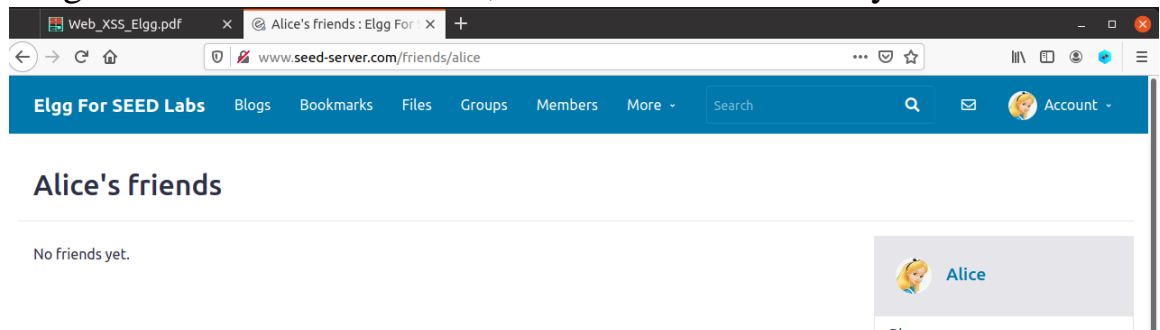 Web_XSS_Elgg.pdf
Alice's friends : Elgg For
www.seed-server.com/friends/alice
Elgg For SEED Labs Blogs Bookmarks Files Groups Members More Search Account
Alice's friends
No friends yet.
Alice